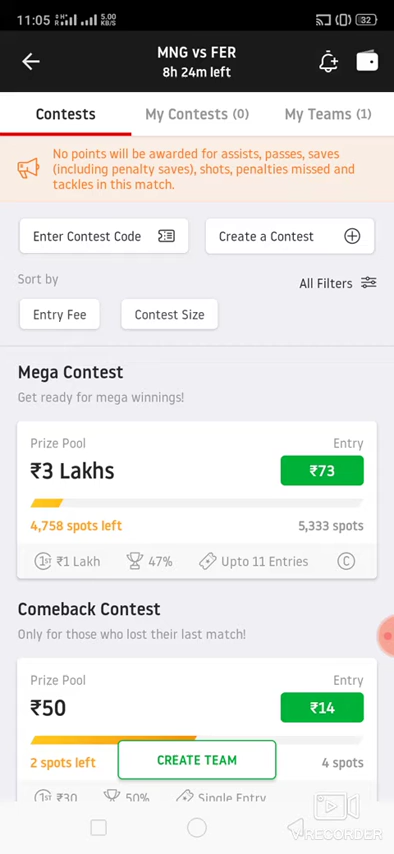 11:05 5.00 KB/S 32
MNG vs FER
8h 24m left
Contests My Contests (0) My Teams (1)
No points will be awarded for assists, passes, saves
(including penalty saves), shots, penalties missed and
tackles in this match.
Enter Contest Code Create a Contest
Sort by All Filters
Entry Fee Contest Size
Mega Contest
Get ready for mega winnings!
Prize Pool Entry
₹3 Lakhs ₹73
4,758 spots left 5,333 spots
1st ₹1 Lakh 47% Upto 11 Entries C
Comeback Contest
Only for those who lost their last match!
Prize Pool Entry
₹50 ₹14
2 spots left 4 spots
CREATE TEAM
1st ₹30 50% Single Entry
V RECORDER